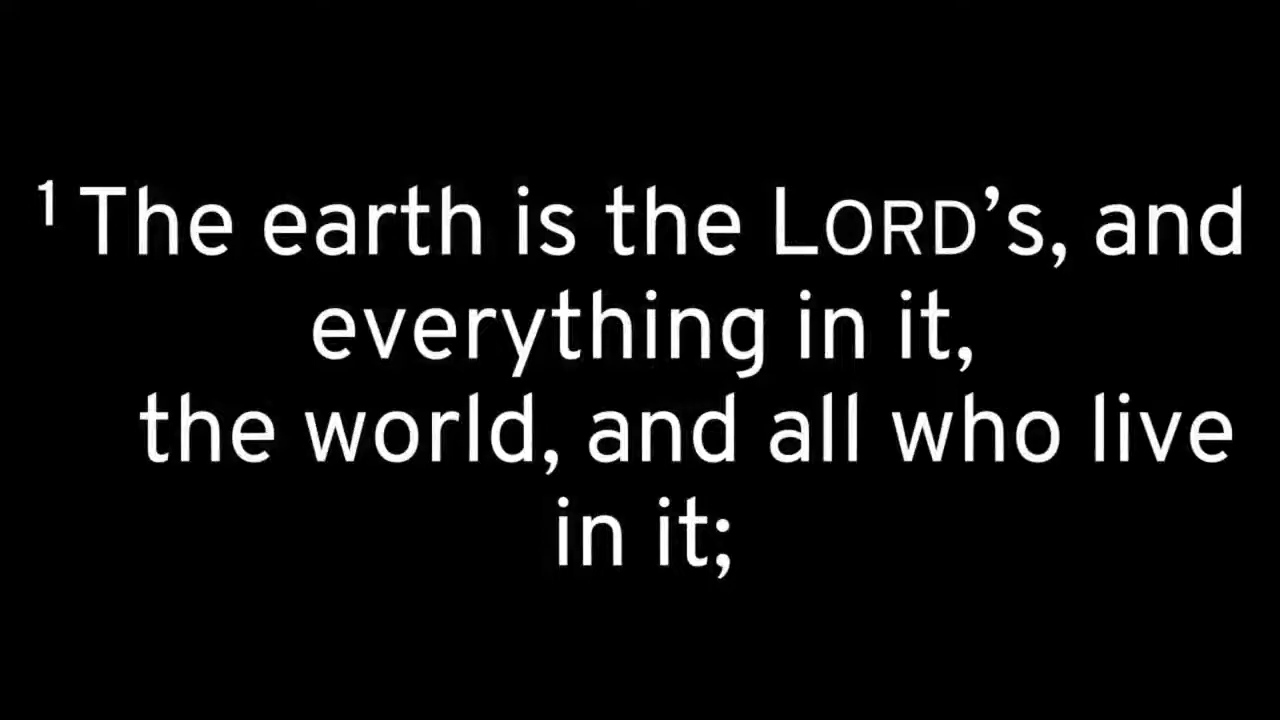 ¹ The earth is the LORD’s, and
everything in it,
the world, and all who live
in it;